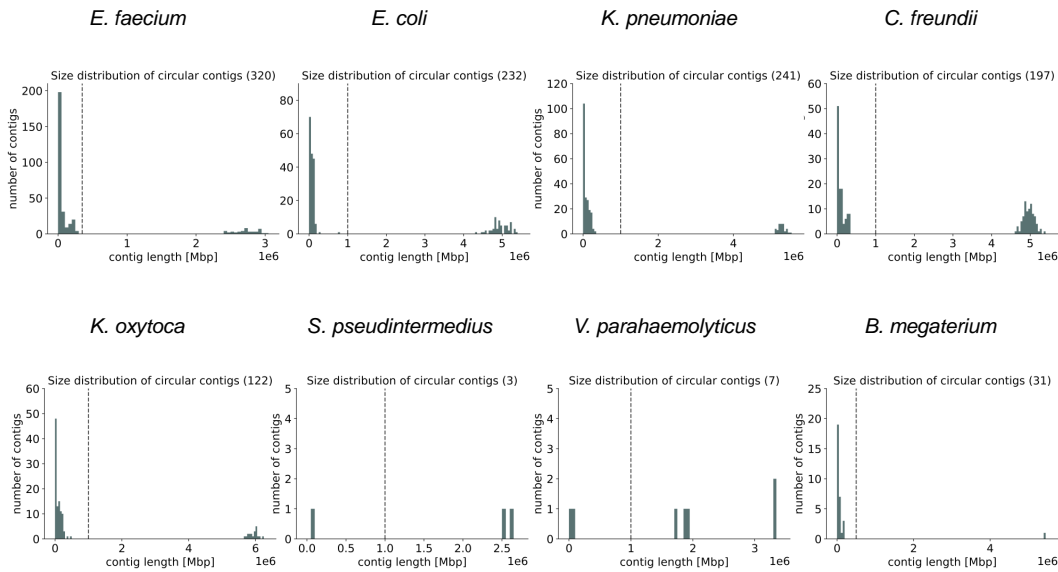 E. faecium
E. coli
K. pneumoniae
C. freundii
Size distribution of circular contigs (320)
200
150
100
50
0
number of contigs
0 1 2 3
1e6
contig length [Mbp]
Size distribution of circular contigs (232)
80
60
40
20
0
0 1 2 3 4 5
1e6
contig length [Mbp]
Size distribution of circular contigs (241)
120
100
80
60
40
20
0
0 2 4
1e6
contig length [Mbp]
Size distribution of circular contigs (197)
60
50
40
30
20
10
0
0 1 2 3 4 5
1e6
contig length [Mbp]
K. oxytoca
S. pseudintermedius
V. parahaemolyticus
B. megaterium
Size distribution of circular contigs (122)
60
50
40
30
20
10
0
number of contigs
0 2 4 6
1e6
contig length [Mbp]
Size distribution of circular contigs (3)
5
4
3
2
1
0
number of contigs
0.0 0.5 1.0 1.5 2.0 2.5
1e6
contig length [Mbp]
Size distribution of circular contigs (7)
5
4
3
2
1
0
number of contigs
0 1 2 3
1e6
contig length [Mbp]
Size distribution of circular contigs (31)
25
20
15
10
5
0
number of contigs
0 2 4
1e6
contig length [Mbp]